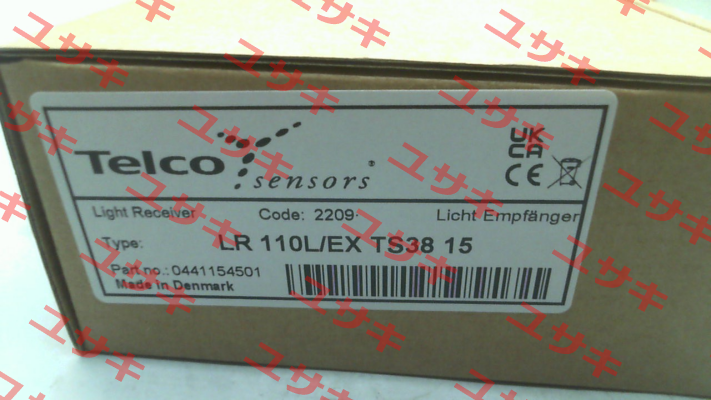 Telco
sensors
UK
CA
CE
Light Receiver Code: 2209 Licht Empfänger
Type: LR 110L/EX TS38 15
Part no.: 0441154501
Made in Denmark
ユサキ